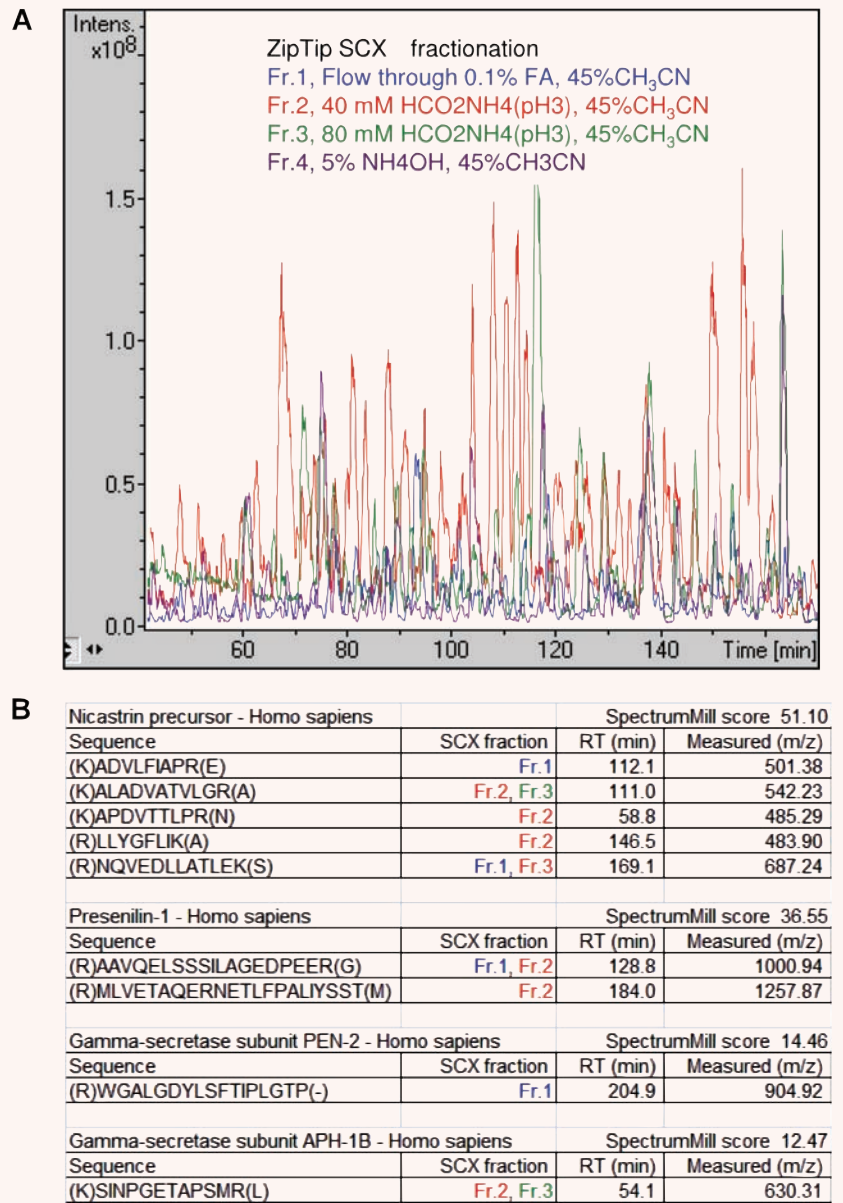 A
Intens.
x10⁸
ZipTip SCX fractionation
Fr.1, Flow through 0.1% FA, 45%CH₃CN
Fr.2, 40 mM HCO2NH4(pH3), 45%CH₃CN
Fr.3, 80 mM HCO2NH4(pH3), 45%CH₃CN
Fr.4, 5% NH4OH, 45%CH3CN
1.5
1.0
0.5
0.0
60 80 100 120 140 Time [min]
B
Nicastrin precursor - Homo sapiens SpectrumMill score 51.10
Sequence SCX fraction RT (min) Measured (m/z)
(K)ADVLFIAPR(E) Fr.1 112.1 501.38
(K)ALADVATVLGR(A) Fr.2, Fr.3 111.0 542.23
(K)APDVTTLPR(N) Fr.2 58.8 485.29
(R)LLYGFLIK(A) Fr.2 146.5 483.90
(R)NQVEDLLATLEK(S) Fr.1, Fr.3 169.1 687.24
Presenilin-1 - Homo sapiens SpectrumMill score 36.55
Sequence SCX fraction RT (min) Measured (m/z)
(R)AAVQELSSSILAGEDPEER(G) Fr.1, Fr.2 128.8 1000.94
(R)MLVETAQERNETLFPALIYSST(M) Fr.2 184.0 1257.87
Gamma-secretase subunit PEN-2 - Homo sapiens SpectrumMill score 14.46
Sequence SCX fraction RT (min) Measured (m/z)
(R)WGALGDYLSFTIPLGTP(-) Fr.1 204.9 904.92
Gamma-secretase subunit APH-1B - Homo sapiens SpectrumMill score 12.47
Sequence SCX fraction RT (min) Measured (m/z)
(K)SINPGETAPSMR(L) Fr.2, Fr.3 54.1 630.31